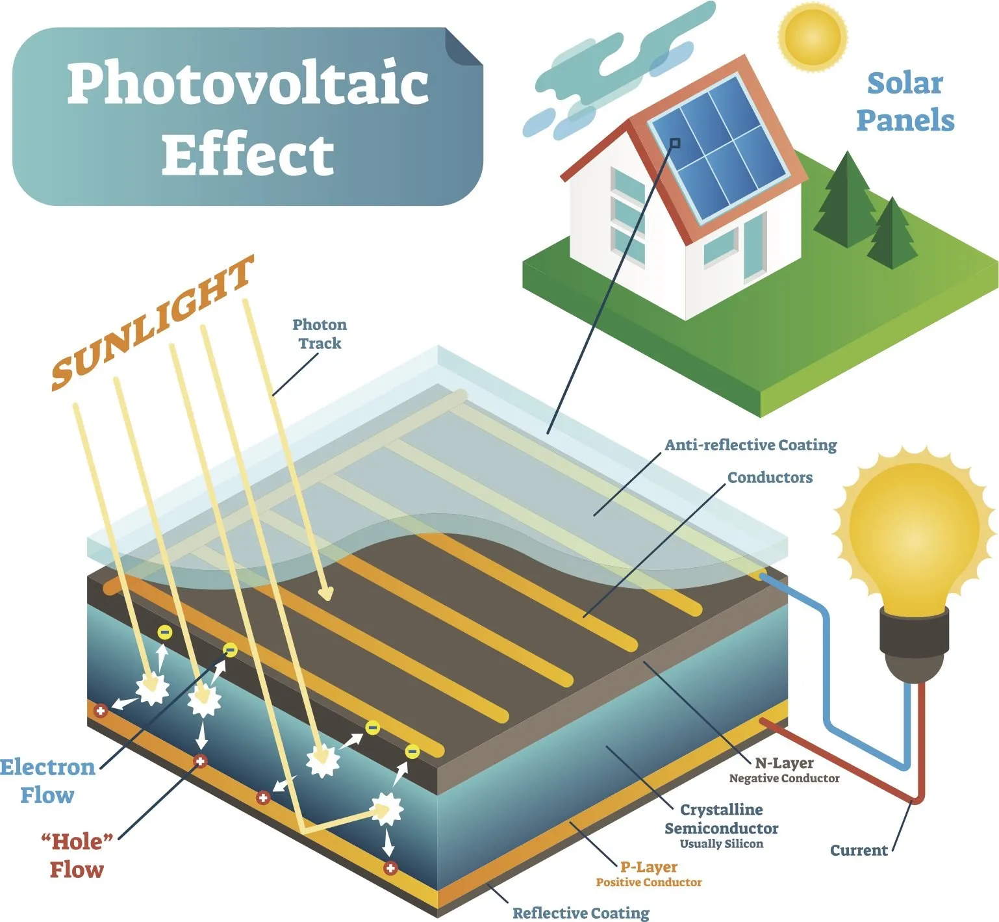 Photovoltaic
Effect
Solar
Panels
SUNLIGHT
Photon
Track
Anti-reflective Coating
Conductors
Electron
Flow
“Hole”
Flow
N-Layer
Negative Conductor
Crystalline
Semiconductor
Usually Silicon
Current
P-Layer
Positive Conductor
Reflective Coating